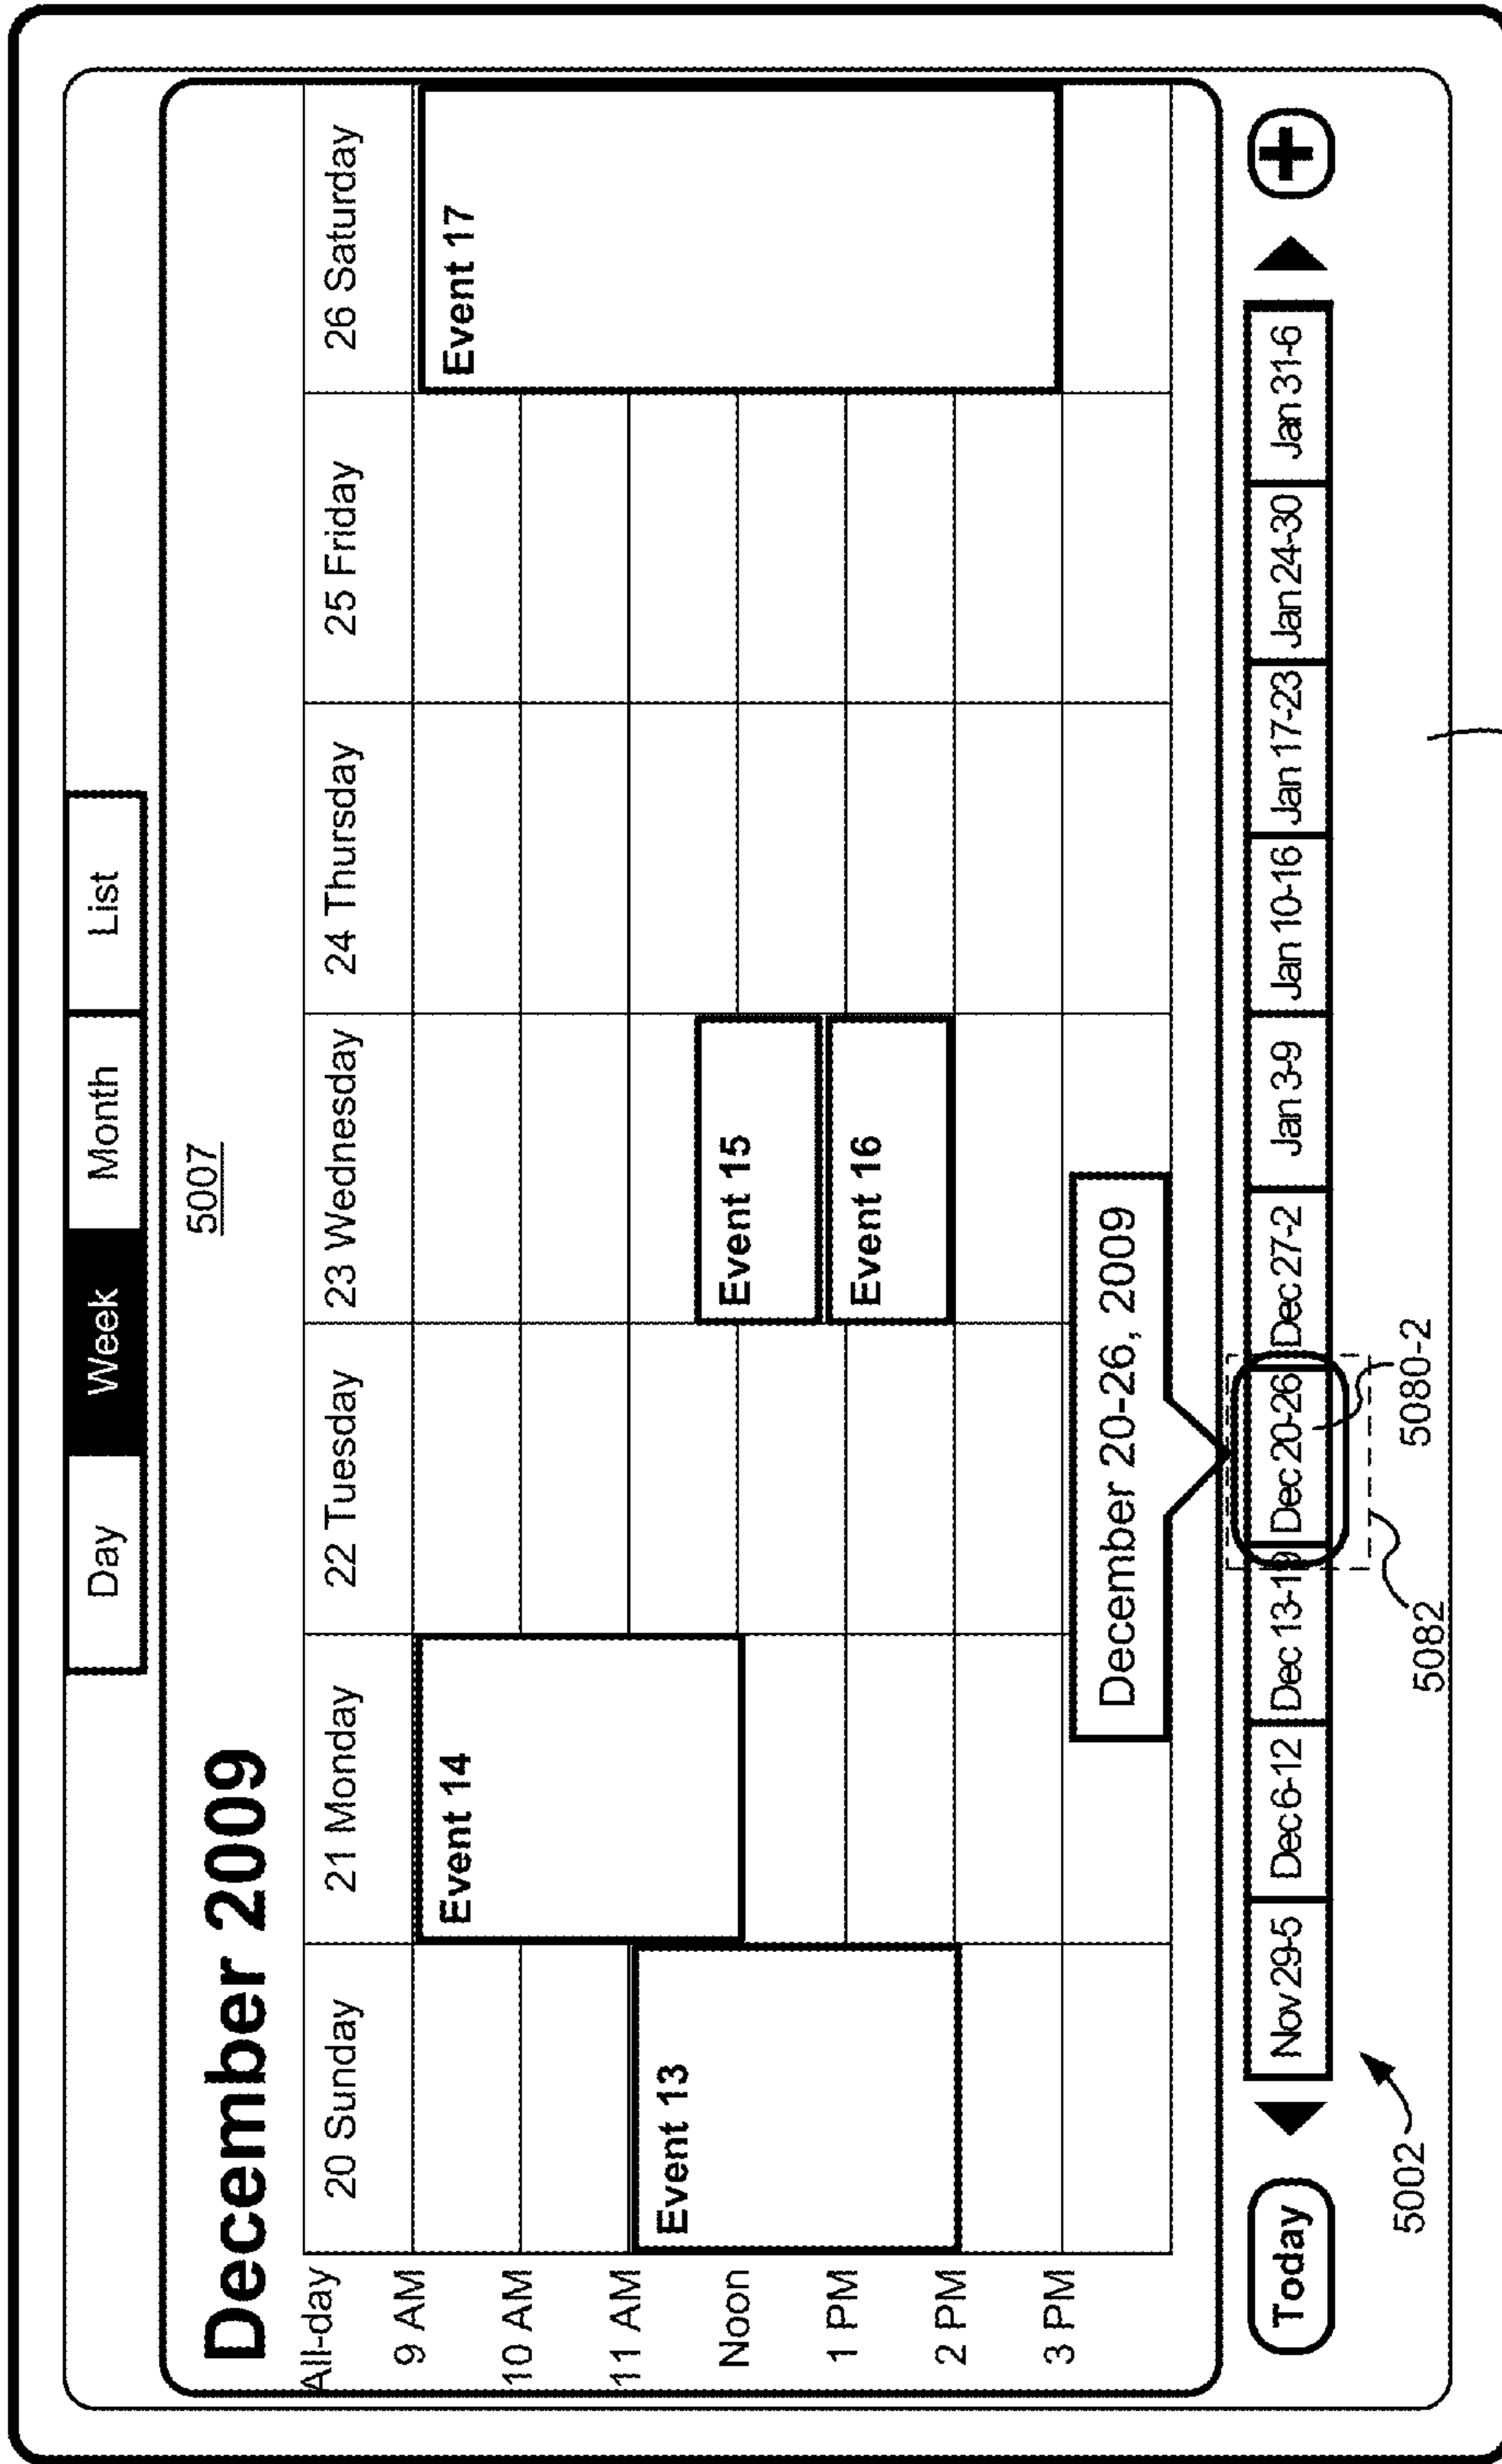 Day Week Month List
5007
December 2009
All-day 20 Sunday 21 Monday 22 Tuesday 23 Wednesday 24 Thursday 25 Friday 26 Saturday
9 AM
Event 14 Event 17
10 AM
11 AM
Event 13
Noon Event 15
1 PM Event 16
2 PM
3 PM
December 20-26, 2009
Today Nov 29-5 Dec 6-12 Dec 13-19 Dec 20-26 Dec 27-2 Jan 3-9 Jan 10-16 Jan 17-23 Jan 24-30 Jan 31-6 +
5002 5082 5080-2